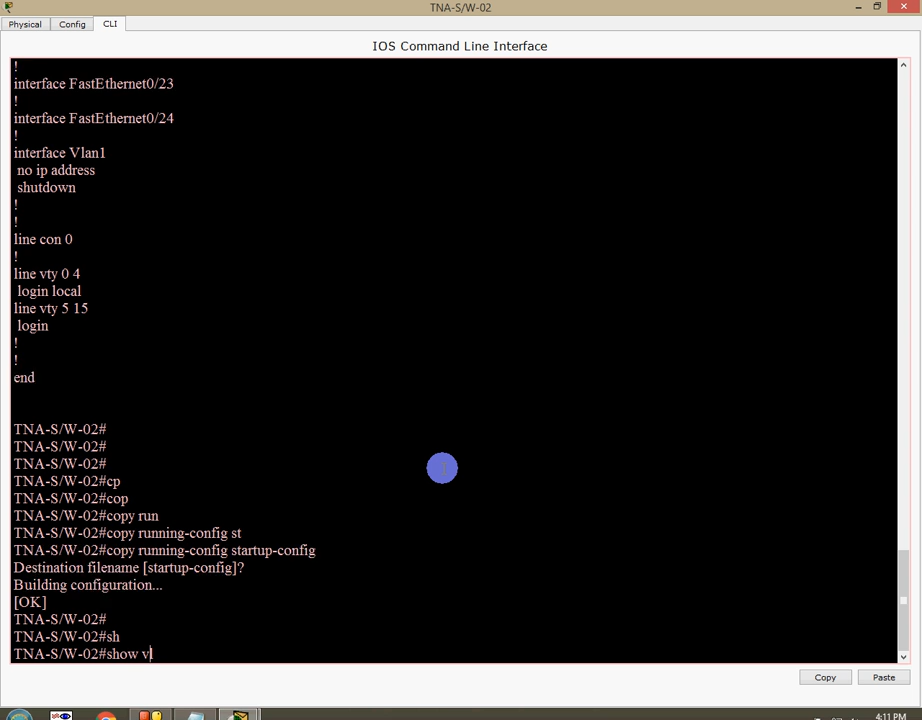 TNA-S/W-02
Physical Config CLI
IOS Command Line Interface
!
interface FastEthernet0/23
!
interface FastEthernet0/24
!
interface Vlan1
no ip address
shutdown
!
!
line con 0
!
line vty 0 4
login local
line vty 5 15
login
!
!
end
TNA-S/W-02#
TNA-S/W-02#
TNA-S/W-02#
TNA-S/W-02#cp
TNA-S/W-02#cop
TNA-S/W-02#copy run
TNA-S/W-02#copy running-config st
TNA-S/W-02#copy running-config startup-config
Destination filename [startup-config]?
Building configuration...
[OK]
TNA-S/W-02#
TNA-S/W-02#sh
TNA-S/W-02#show vl
Copy Paste
4:11 PM